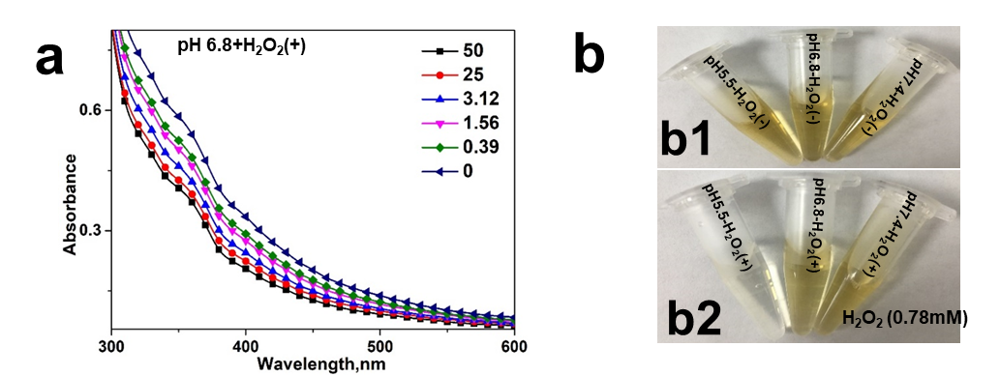 a
pH 6.8+H₂O₂(+)
50
25
3.12
1.56
0.39
0
0.6
0.3
Absorbance
300
400
500
600
Wavelength,nm
b
pH5.5-H₂O₂(-)
pH6.8-H₂O₂(-)
pH7.4-H₂O₂(-)
b1
pH5.5-H₂O₂(+)
pH6.8-H₂O₂(+)
pH7.4-H₂O₂(+)
b2
H₂O₂ (0.78mM)